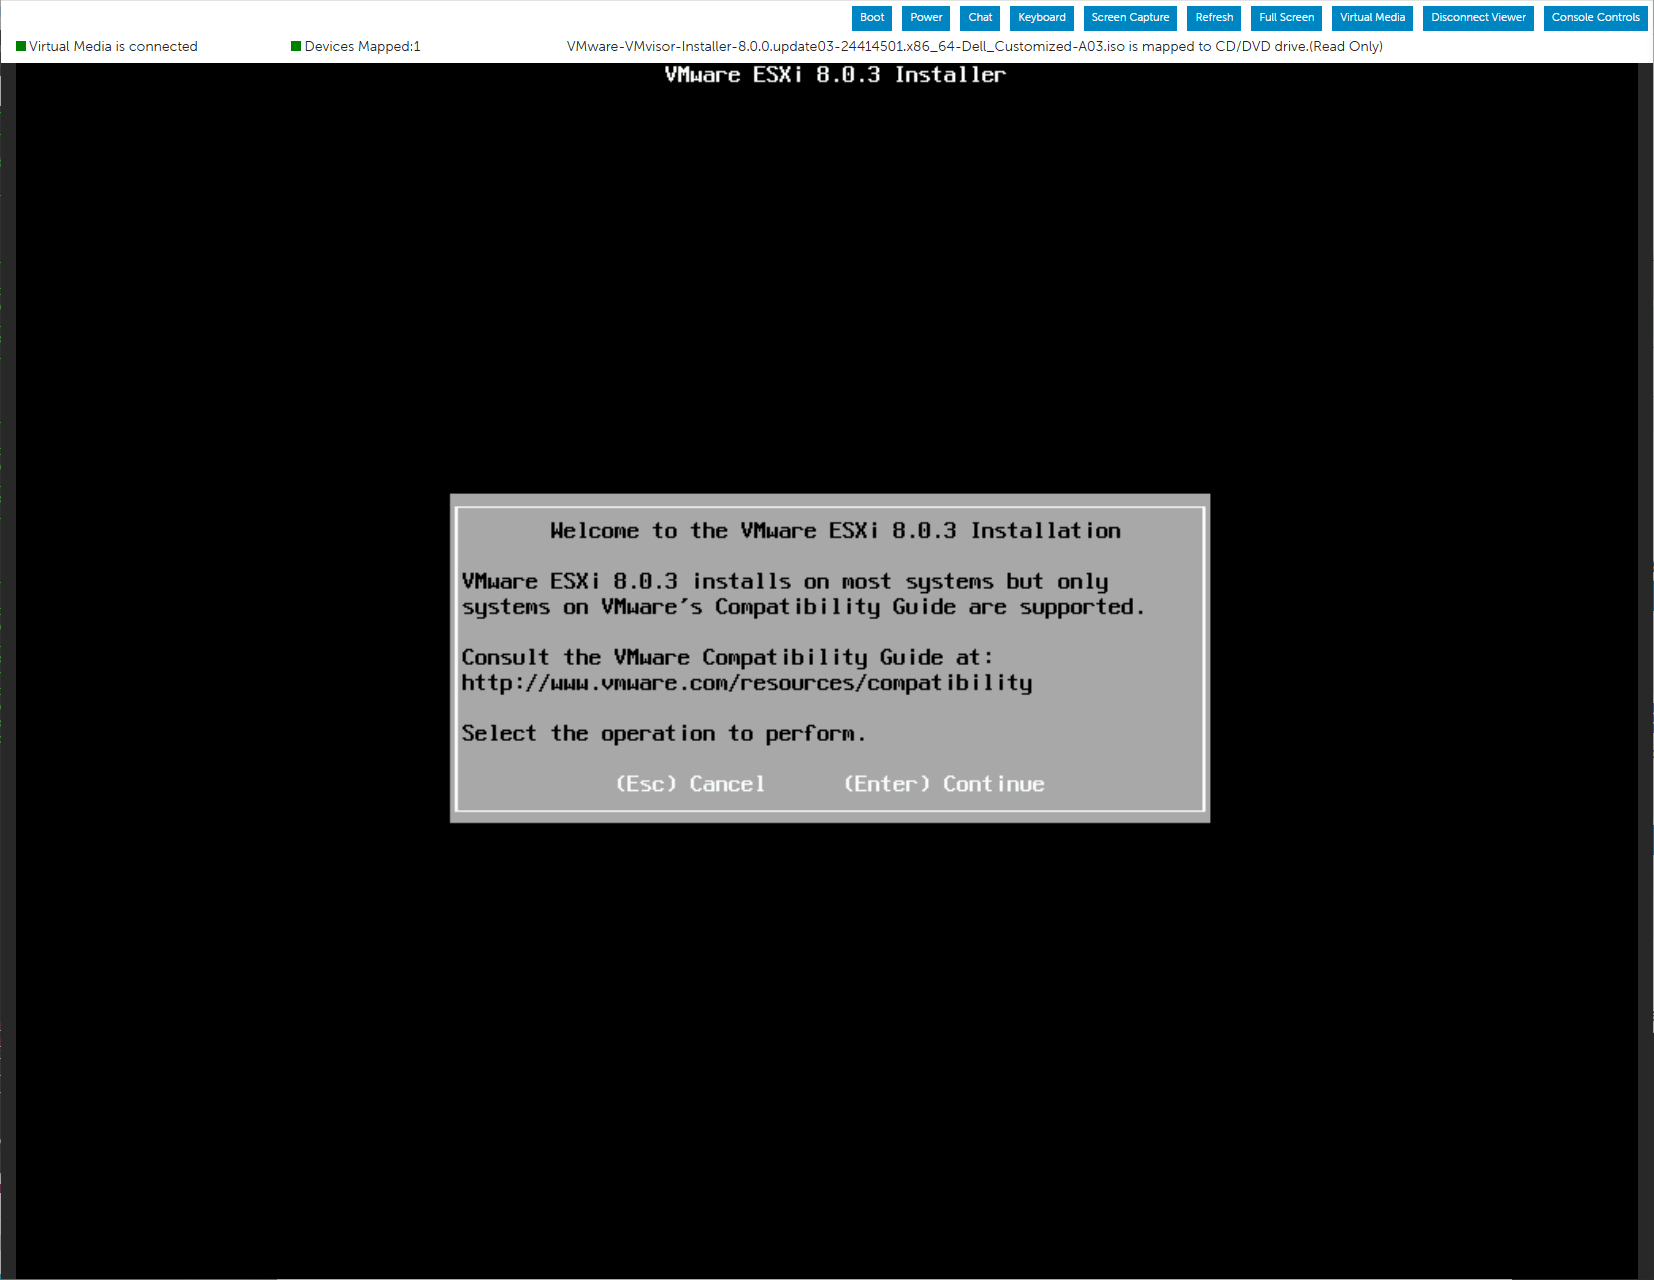 Boot Power Chat Keyboard Screen Capture Refresh Full Screen Virtual Media Disconnect Viewer Console Controls
Virtual Media is connected Devices Mapped:1 VMware-VMvisor-Installer-8.0.0.update03-24414501.x86_64-Dell_Customized-A03.iso is mapped to CD/DVD drive.(Read Only)
VMware ESXi 8.0.3 Installer
Welcome to the VMware ESXi 8.0.3 Installation
VMware ESXi 8.0.3 installs on most systems but only
systems on VMware's Compatibility Guide are supported.
Consult the VMware Compatibility Guide at:
http://www.vmware.com/resources/compatibility
Select the operation to perform.
(Esc) Cancel (Enter) Continue